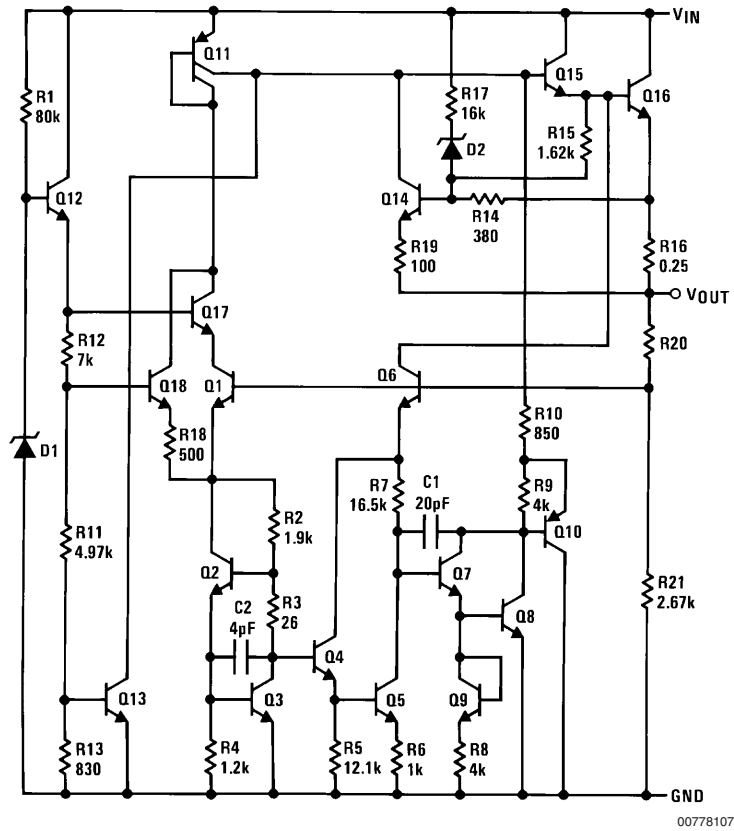 VIN
Q11
Q15
Q16
R1
80k
R17
16k
R15
1.62k
D2
Q12
Q14
R14
380
R19
100
R16
0.25
VOUT
Q17
R12
7k
R20
Q18
Q1
Q6
R18
500
R10
850
D1
R7
16.5k
C1
20pF
R9
4k
R2
1.9k
Q10
R11
4.97k
Q2
Q7
R3
26
C2
4pF
Q8
R21
2.67k
Q4
Q13
Q3
Q5
Q9
R13
830
R4
1.2k
R5
12.1k
R6
1k
R8
4k
GND
00778107